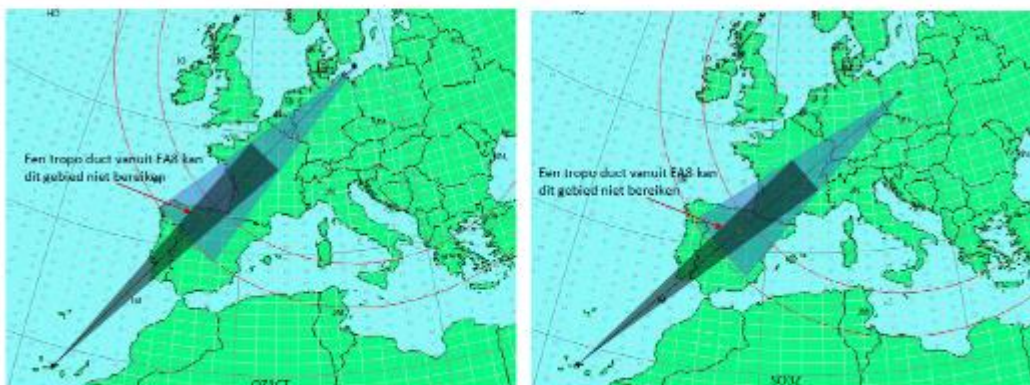 Een tropo duct vanuit EA8 kan
dit gebied niet bereiken
Een tropo duct vanuit EA8 kan
dit gebied niet bereiken